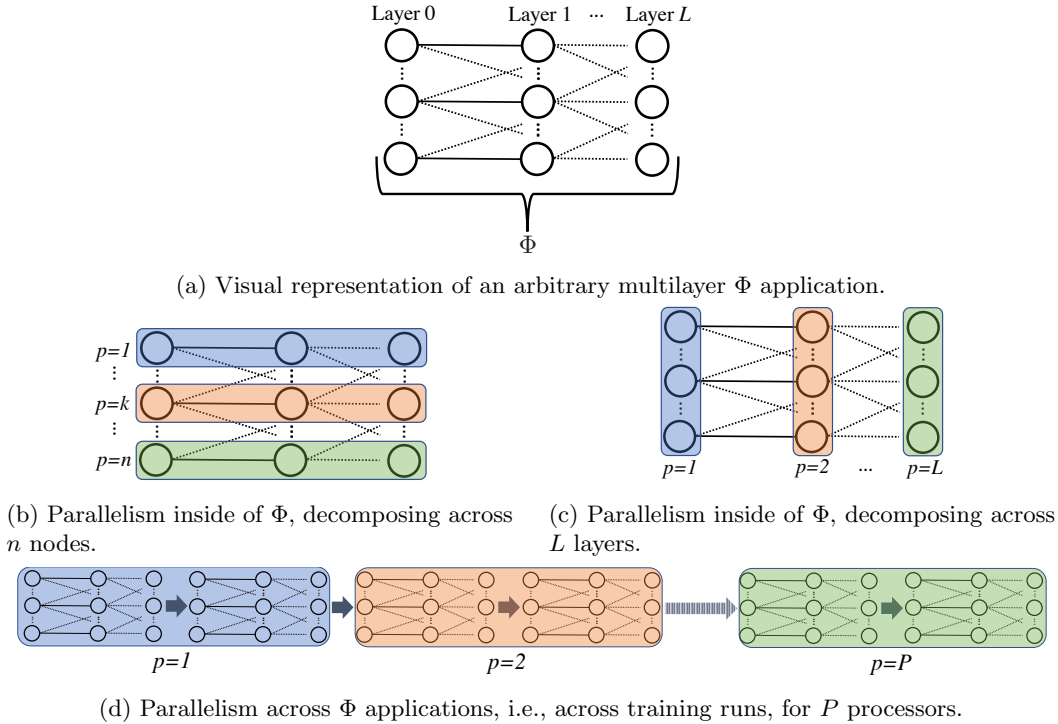 Layer 0 Layer 1 ... Layer L
Φ
(a) Visual representation of an arbitrary multilayer Φ application.
p=1
p=k
p=n
p=1 p=2 ... p=L
(b) Parallelism inside of Φ, decomposing across
n nodes.
(c) Parallelism inside of Φ, decomposing across
L layers.
p=1 p=2 p=P
(d) Parallelism across Φ applications, i.e., across training runs, for P processors.